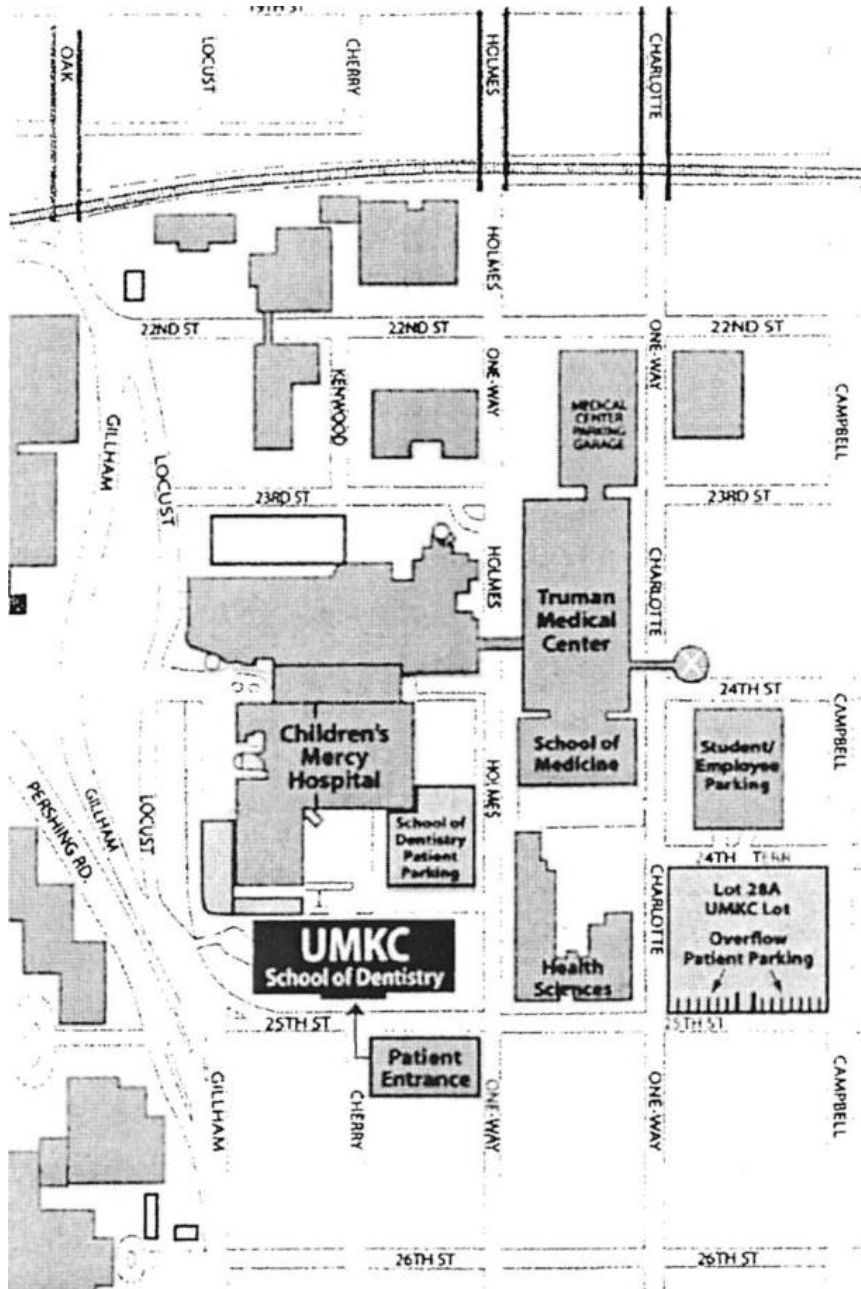 19TH ST
OAK
LOCUST
CHERRY
HOLMES
CHARLOTTE
HOLMES
22ND ST
22ND ST
22ND ST
ONE-WAY
ONE-WAY
KENWOOD
MEDICAL
CENTER
PARKING
GARAGE
CAMPBELL
GILLHAM
LOCUST
23RD ST
23RD ST
HOLMES
CHARLOTTE
Truman
Medical
Center
24TH ST
CAMPBELL
Children's
Mercy
Hospital
School of
Medicine
Student/
Employee
Parking
HOLMES
PERSHING RD.
GILLHAM
LOCUST
School of
Dentistry
Patient
Parking
24TH TERR
CHARLOTTE
Lot 28A
UMKC Lot
Overflow
Patient Parking
UMKC
School of Dentistry
Health
Sciences
25TH ST
25TH ST
Patient
Entrance
GILLHAM
CHERRY
ONE-WAY
ONE-WAY
CAMPBELL
26TH ST
26TH ST